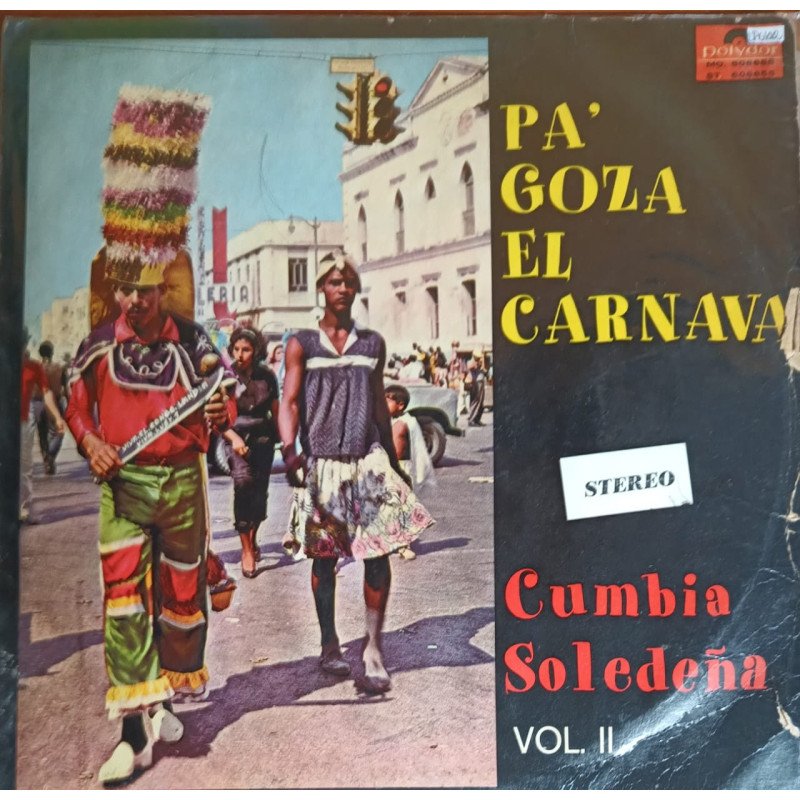 polydor
PA'
GOZA
EL
CARNAVA
STEREO
Cumbia
Soledeña
VOL. II